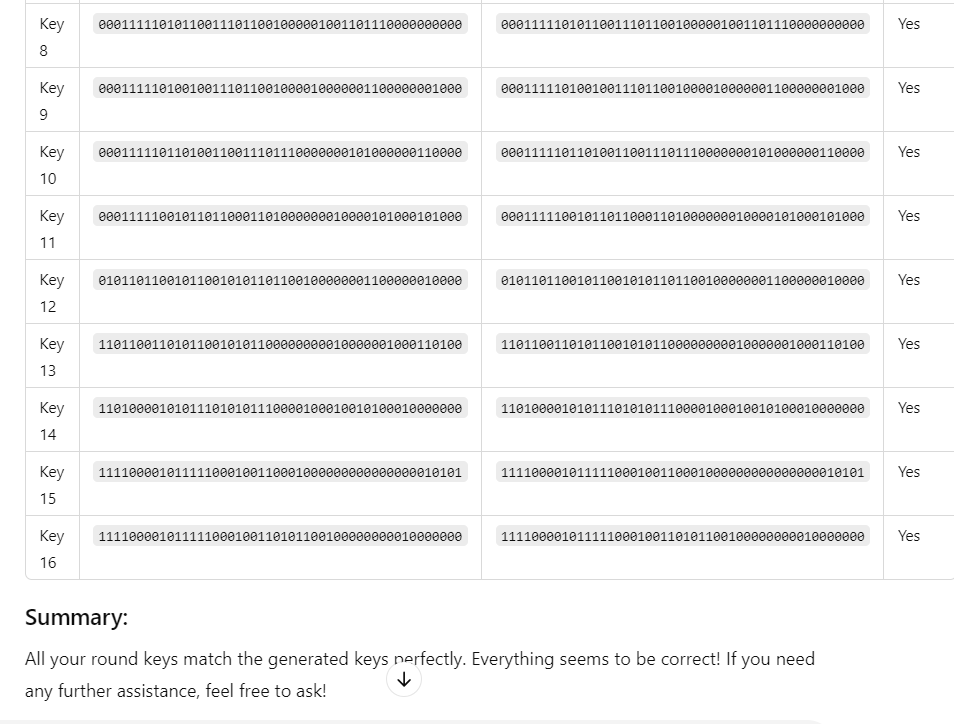 Key 8 000111110101100111011001000001001101110000000000 000111110101100111011001000001001101110000000000 Yes
Key 9 000111110100100111011001000010000001100000001000 000111110100100111011001000010000001100000001000 Yes
Key 10 000111110110100110011101110000000101000000110000 000111110110100110011101110000000101000000110000 Yes
Key 11 000111110010110110001101000000010000101000101000 000111110010110110001101000000010000101000101000 Yes
Key 12 010110110010110010101101100100000001100000010000 010110110010110010101101100100000001100000010000 Yes
Key 13 110110011010110010101100000000010000001000110100 110110011010110010101100000000010000001000110100 Yes
Key 14 110100001010111010101110000100010010100010000000 110100001010111010101110000100010010100010000000 Yes
Key 15 111100001011111000100110001000000000000000010101 111100001011111000100110001000000000000000010101 Yes
Key 16 111100001011111000100110101100100000000010000000 111100001011111000100110101100100000000010000000 Yes
Summary:
All your round keys match the generated keys perfectly. Everything seems to be correct! If you need
any further assistance, feel free to ask!